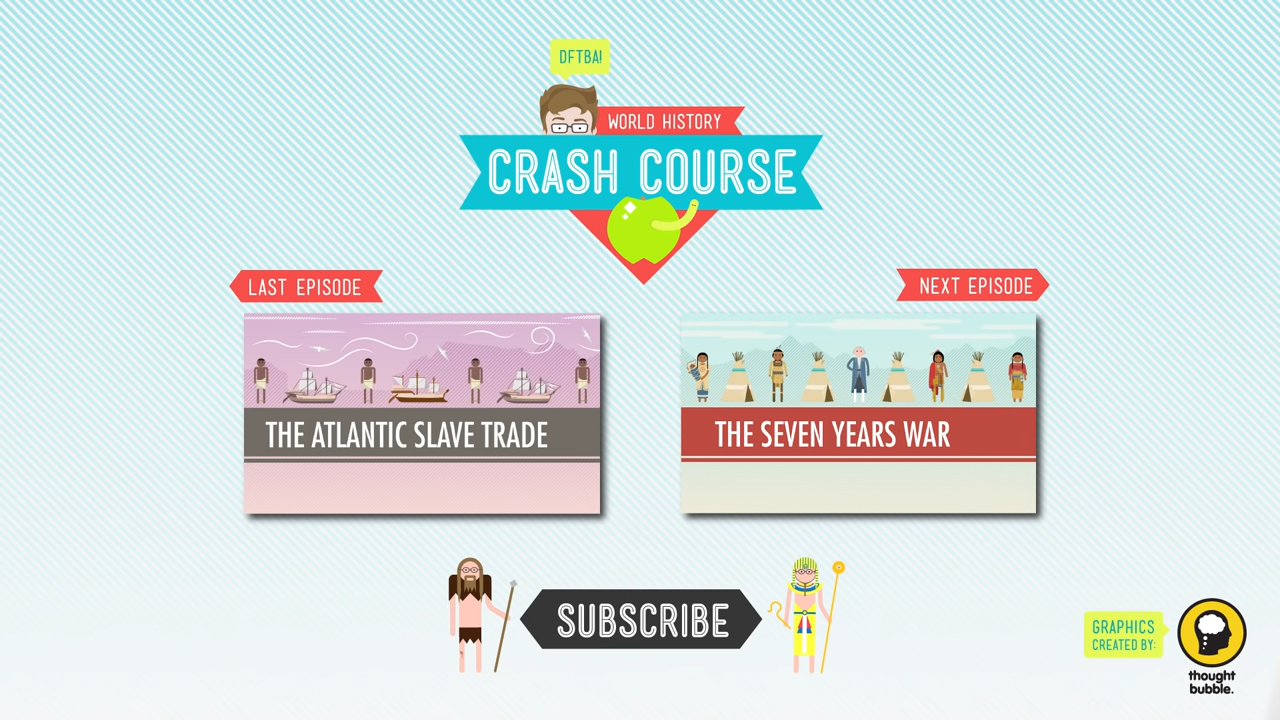 DFTBA!
WORLD HISTORY
CRASH COURSE
LAST EPISODE
NEXT EPISODE
THE ATLANTIC SLAVE TRADE
THE SEVEN YEARS WAR
SUBSCRIBE
GRAPHICS
CREATED BY:
thought
bubble.